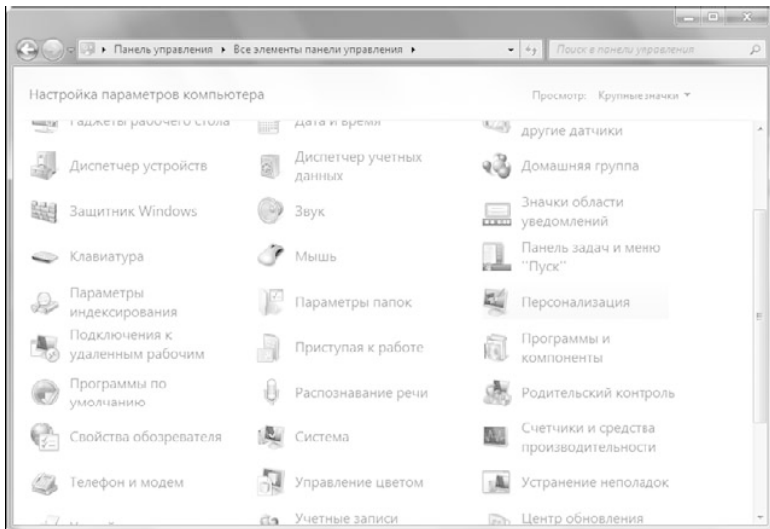 Панель управления ▸ Все элементы панели управления ▸
Поиск в панели управления
Настройка параметров компьютера
Просмотр: Крупные значки
Гаджеты рабочего стола
Дата и время
другие датчики
Диспетчер устройств
Диспетчер учетных
данных
Домашняя группа
Защитник Windows
Звук
Значки области
уведомлений
Клавиатура
Мышь
Панель задач и меню
"Пуск"
Параметры
индексирования
Параметры папок
Персонализация
Подключения к
удаленным рабочим
Приступая к работе
Программы и
компоненты
Программы по
умолчанию
Распознавание речи
Родительский контроль
Свойства обозревателя
Система
Счетчики и средства
производительности
Телефон и модем
Управление цветом
Устранение неполадок
Учетные записи
Центр обновления